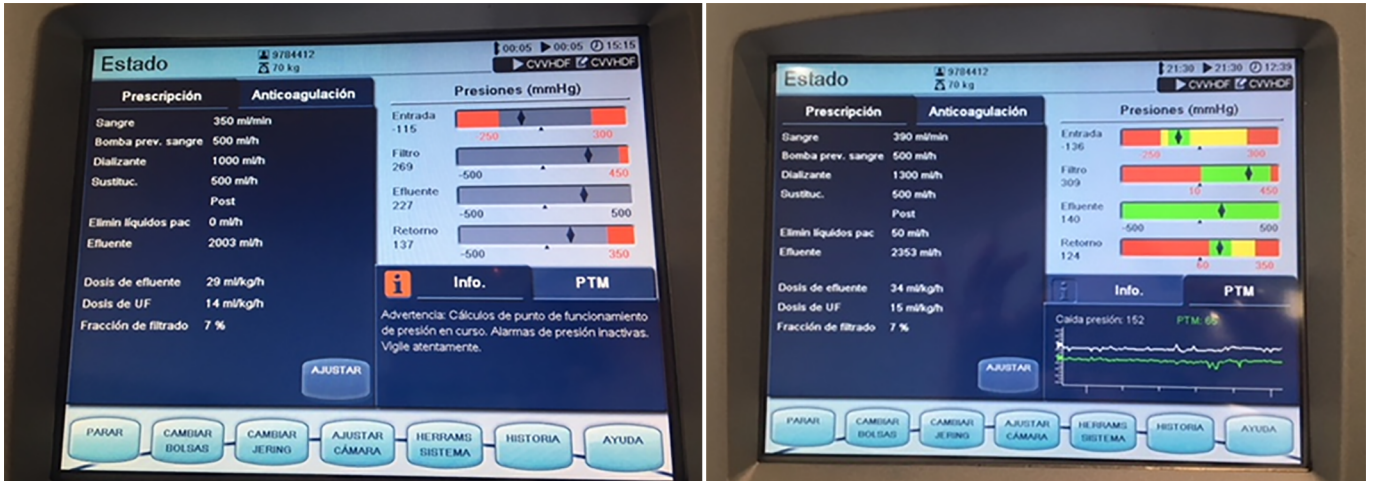 Estado
9784412
70 kg
00:05 00:05 15:15
CVVHDF CVVHDF
Prescripción
Anticoagulación
Sangre 350 ml/min
Bomba prev. sangre 500 ml/h
Dializante 1000 ml/h
Sustituc. 500 ml/h
Post
Elimin líquidos pac 0 ml/h
Efluente 2003 ml/h
Dosis de efluente 29 ml/kg/h
Dosis de UF 14 ml/kg/h
Fracción de filtrado 7 %
AJUSTAR
Presiones (mmHg)
Entrada
-115
250 300
Filtro
269
-500 450
Efluente
227
-500 500
Retorno
137
-500 350
i Info.
PTM
Advertencia: Cálculos de punto de funcionamiento
de presión en curso. Alarmas de presión inactivas.
Vigile atentamente.
PARAR
CAMBIAR
BOLSAS
CAMBIAR
JERING
AJUSTAR
CÁMARA
HERRAMS
SISTEMA
HISTORIA
AYUDA
Estado
9784412
70 kg
21:30 21:30 12:39
CVVHDF CVVHDF
Prescripción
Anticoagulación
Sangre 390 ml/min
Bomba prev. sangre 500 ml/h
Dializante 1300 ml/h
Sustituc. 500 ml/h
Post
Elimin líquidos pac 50 ml/h
Efluente 2353 ml/h
Dosis de efluente 34 ml/kg/h
Dosis de UF 15 ml/kg/h
Fracción de filtrado 7 %
AJUSTAR
Presiones (mmHg)
Entrada
-136
-250 300
Filtro
309
10 450
Efluente
140
-500 500
Retorno
124
60 350
i Info.
PTM
Caída presión: 152 PTM:
PARAR
CAMBIAR
BOLSAS
CAMBIAR
JERING
AJUSTAR
CÁMARA
HERRAMS
SISTEMA
HISTORIA
AYUDA